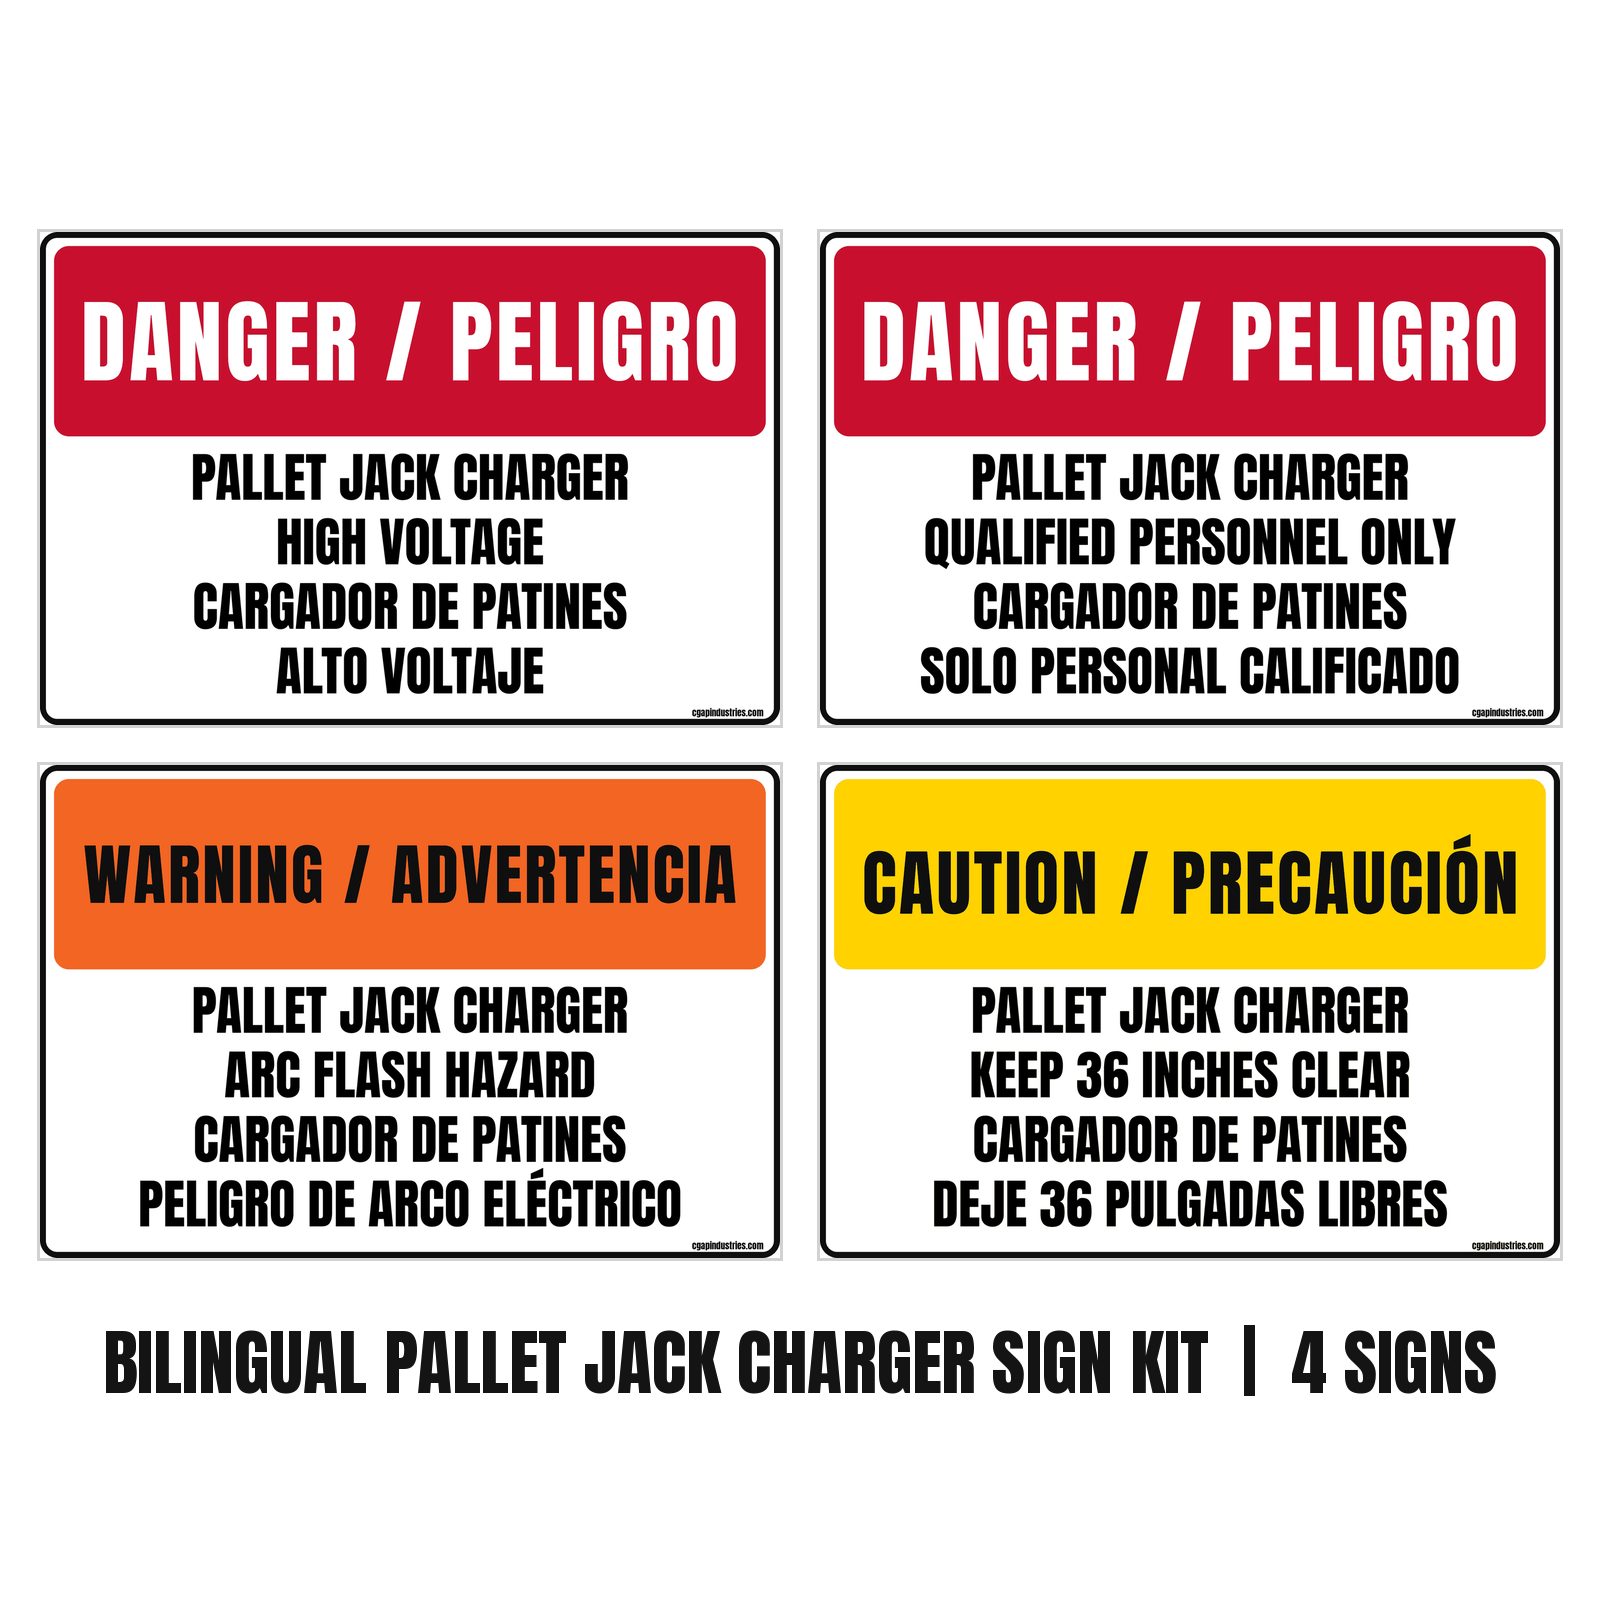 DANGER / PELIGRO
PALLET JACK CHARGER
HIGH VOLTAGE
CARGADOR DE PATINES
ALTO VOLTAJE
cgapindustries.com
DANGER / PELIGRO
PALLET JACK CHARGER
QUALIFIED PERSONNEL ONLY
CARGADOR DE PATINES
SOLO PERSONAL CALIFICADO
cgapindustries.com
WARNING / ADVERTENCIA
PALLET JACK CHARGER
ARC FLASH HAZARD
CARGADOR DE PATINES
PELIGRO DE ARCO ELÉCTRICO
cgapindustries.com
CAUTION / PRECAUCIÓN
PALLET JACK CHARGER
KEEP 36 INCHES CLEAR
CARGADOR DE PATINES
DEJE 36 PULGADAS LIBRES
cgapindustries.com
BILINGUAL PALLET JACK CHARGER SIGN KIT | 4 SIGNS